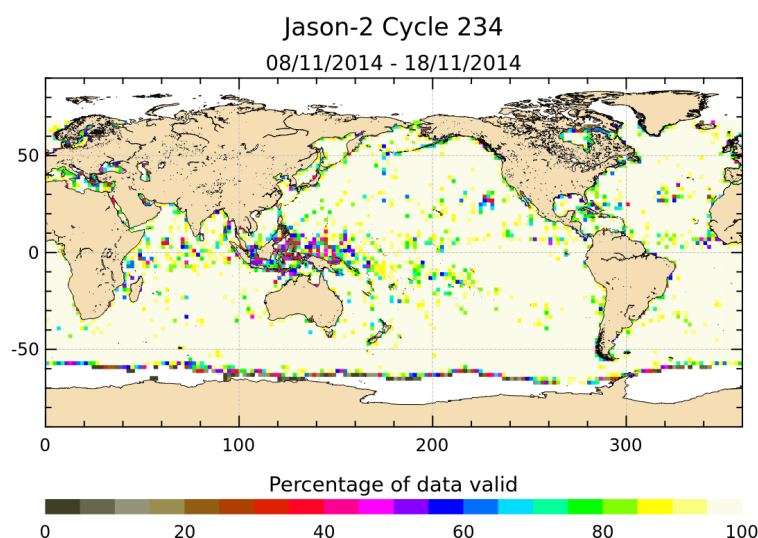 Jason-2 Cycle 234
08/11/2014 - 18/11/2014
50
0
-50
0 100 200 300
Percentage of data valid
0 20 40 60 80 100